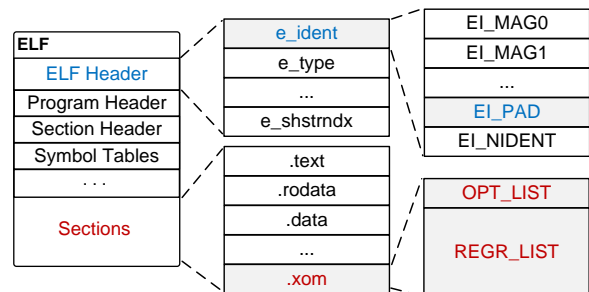 ELF
ELF Header
Program Header
Section Header
Symbol Tables
. . .
Sections
e_ident
e_type
...
e_shstrndx
.text
.rodata
.data
...
.xom
EI_MAG0
EI_MAG1
...
EI_PAD
EI_NIDENT
OPT_LIST
REGR_LIST